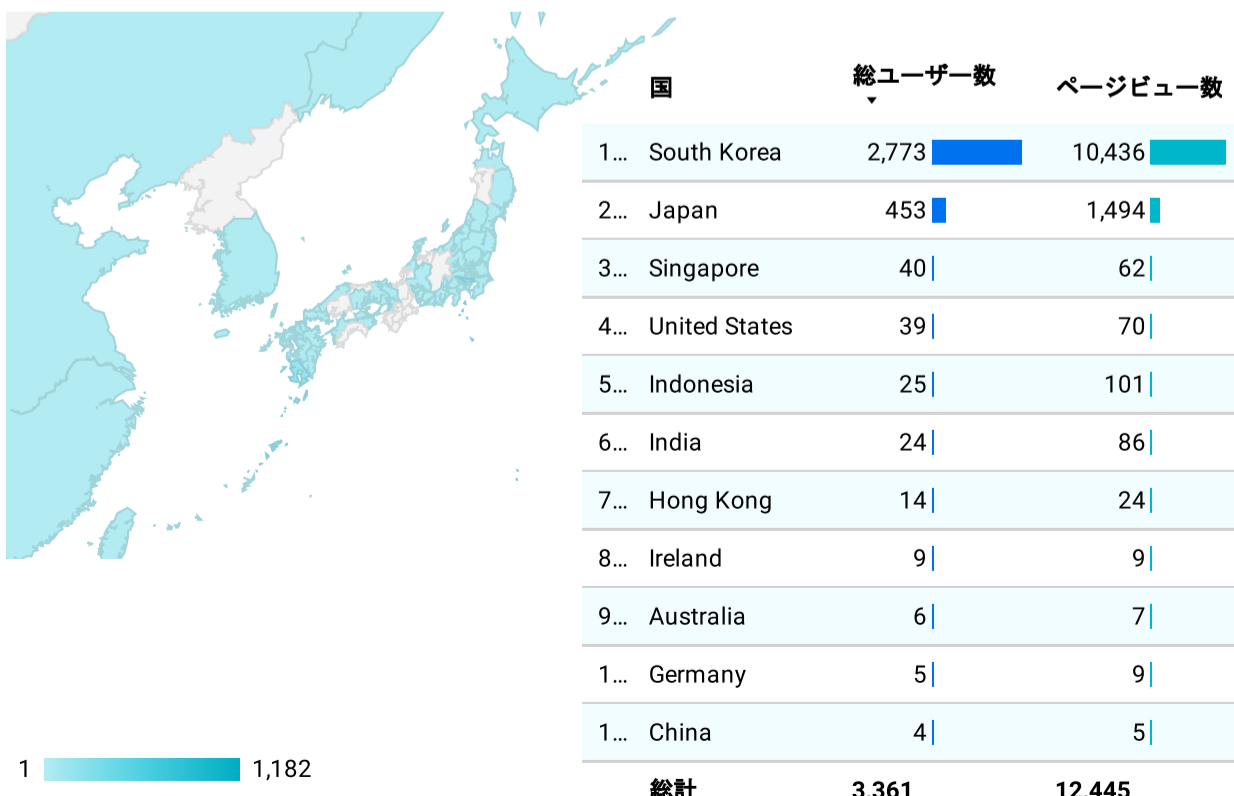 国 総ユーザー数 ページビュー数
1... South Korea 2,773 10,436
2... Japan 453 1,494
3... Singapore 40 62
4... United States 39 70
5... Indonesia 25 101
6... India 24 86
7... Hong Kong 14 24
8... Ireland 9 9
9... Australia 6 7
1... Germany 5 9
1... China 4 5
総計 3,361 12,445
1 1,182